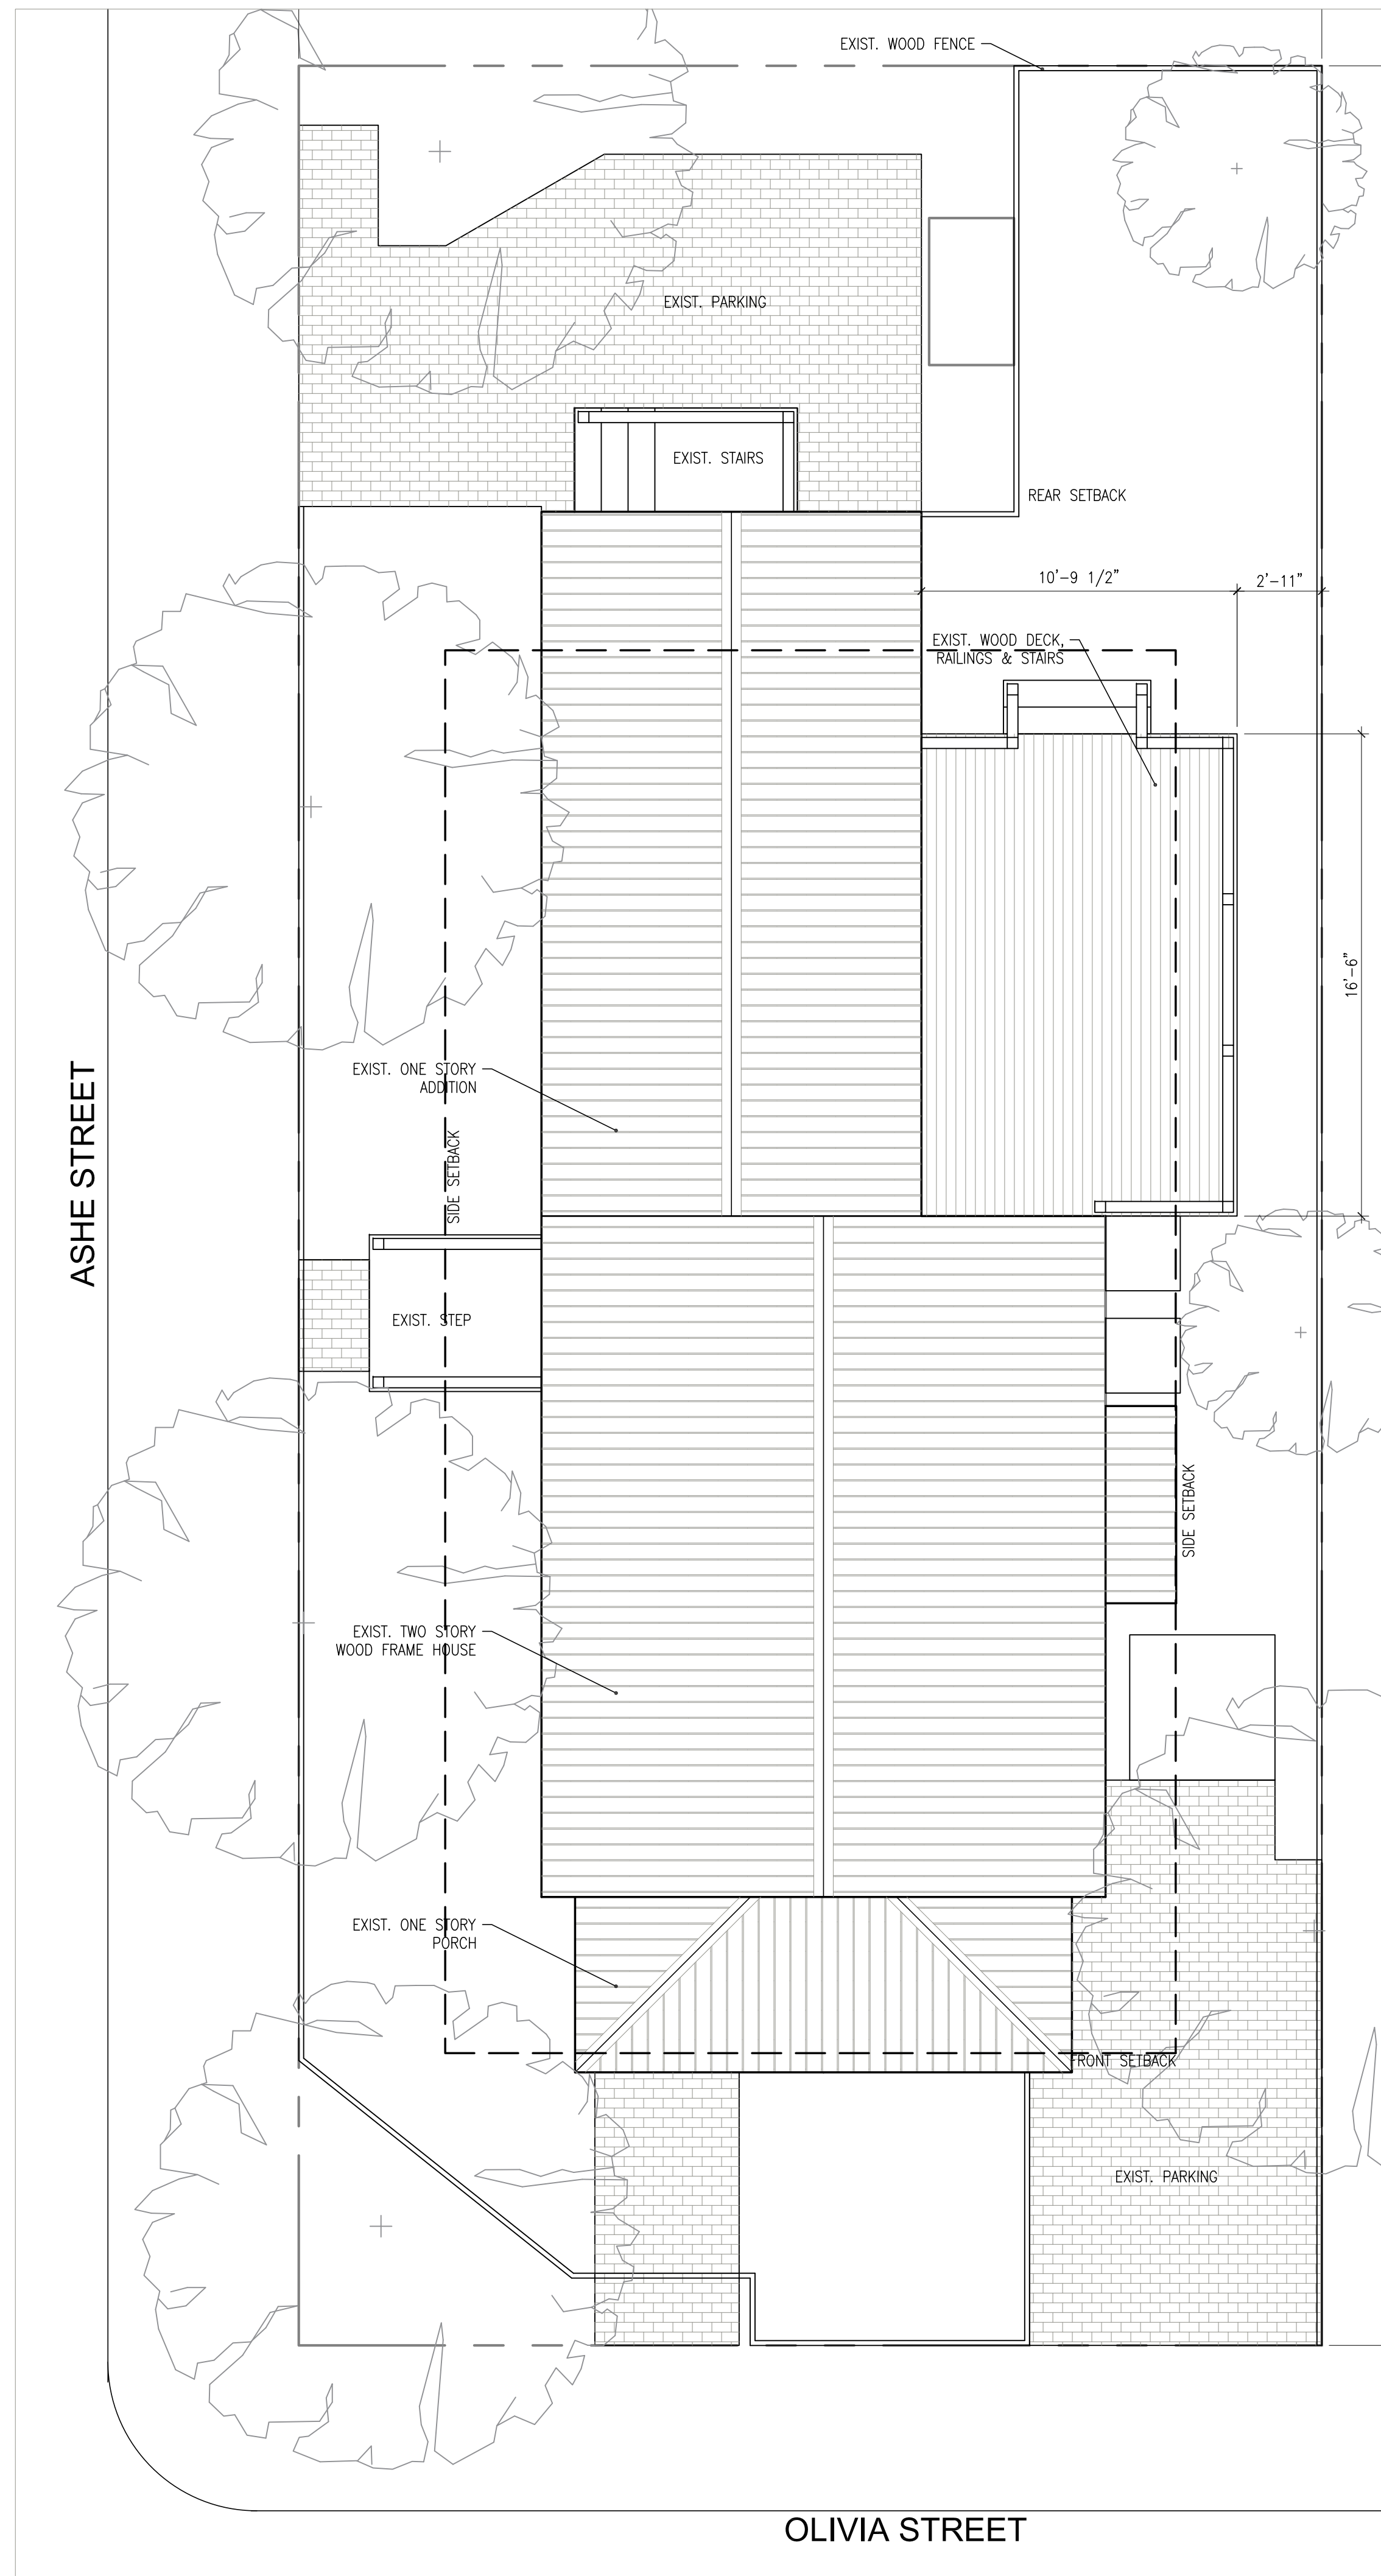 EXIST. WOOD FENCE
EXIST. PARKING
EXIST. STAIRS
REAR SETBACK
10'-9 1/2"
2'-11"
EXIST. WOOD DECK,
RAILINGS & STAIRS
16'-6"
EXIST. ONE STORY
ADDITION
SIDE SETBACK
ASHE STREET
EXIST. STEP
SIDE SETBACK
EXIST. TWO STORY
WOOD FRAME HOUSE
EXIST. ONE STORY
PORCH
FRONT SETBACK
EXIST. PARKING
OLIVIA STREET